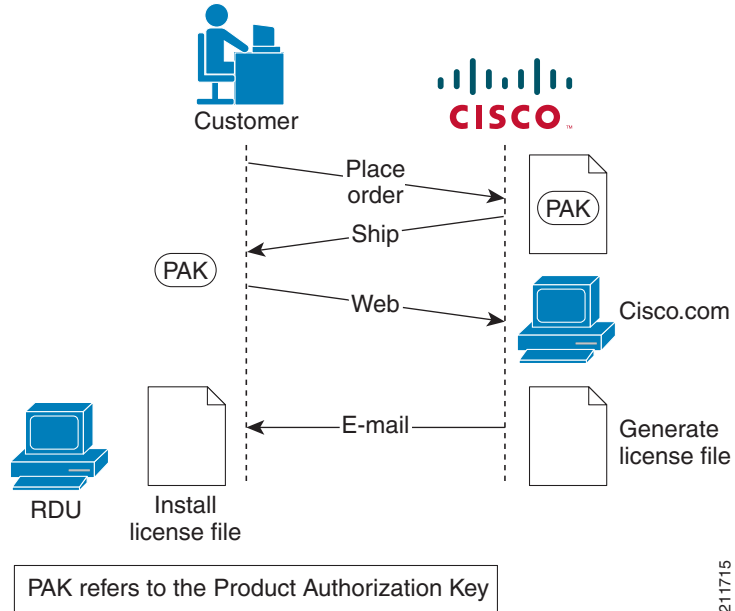 Customer
CISCO™
Place
order
PAK
Ship
PAK
Web
Cisco.com
E-mail
Generate
license file
RDU
Install
license file
PAK refers to the Product Authorization Key
211715